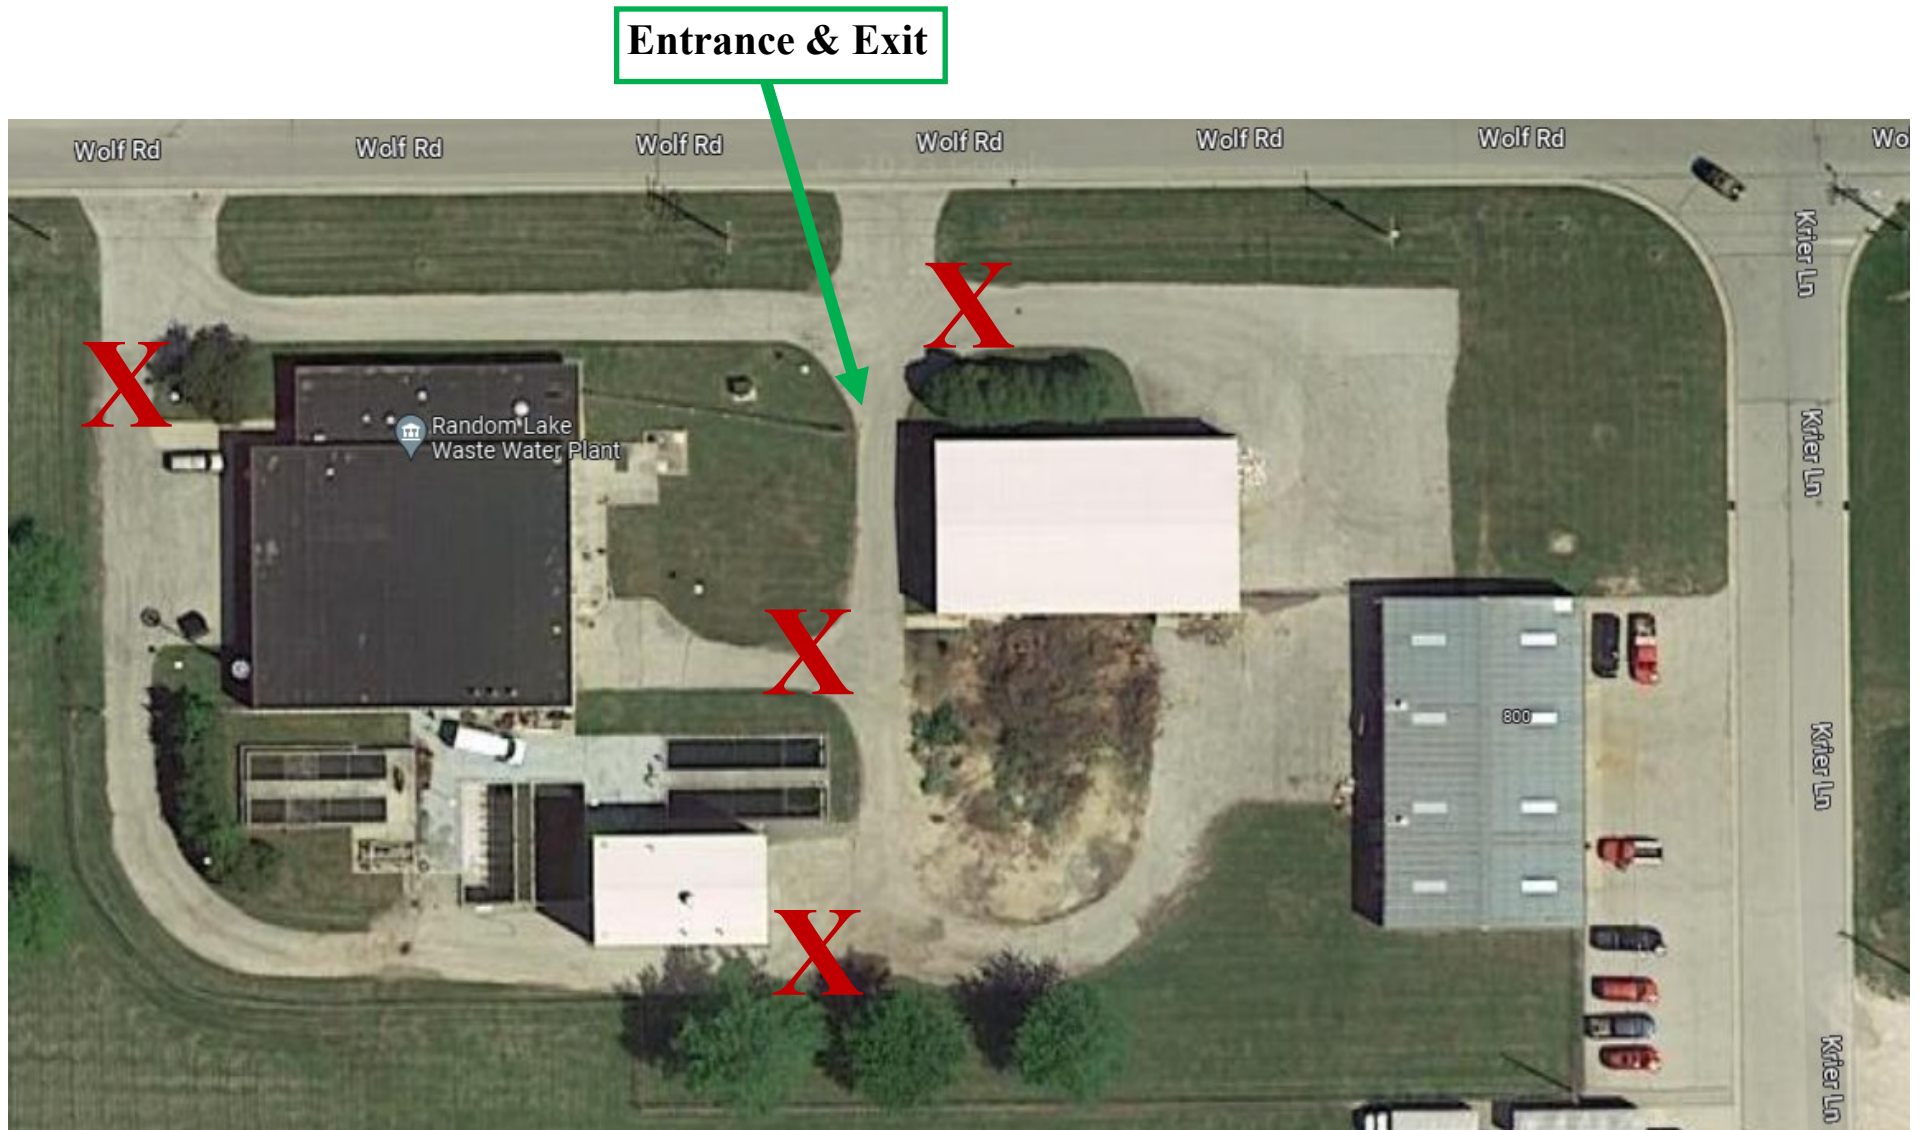 Entrance & Exit
Wolf Rd
Wolf Rd
Wolf Rd
Wolf Rd
Wolf Rd
Wolf Rd
Wo
Krier Ln
X
X
Random Lake
Waste Water Plant
Krier Ln
X
800
Krier Ln
X
Krier Ln